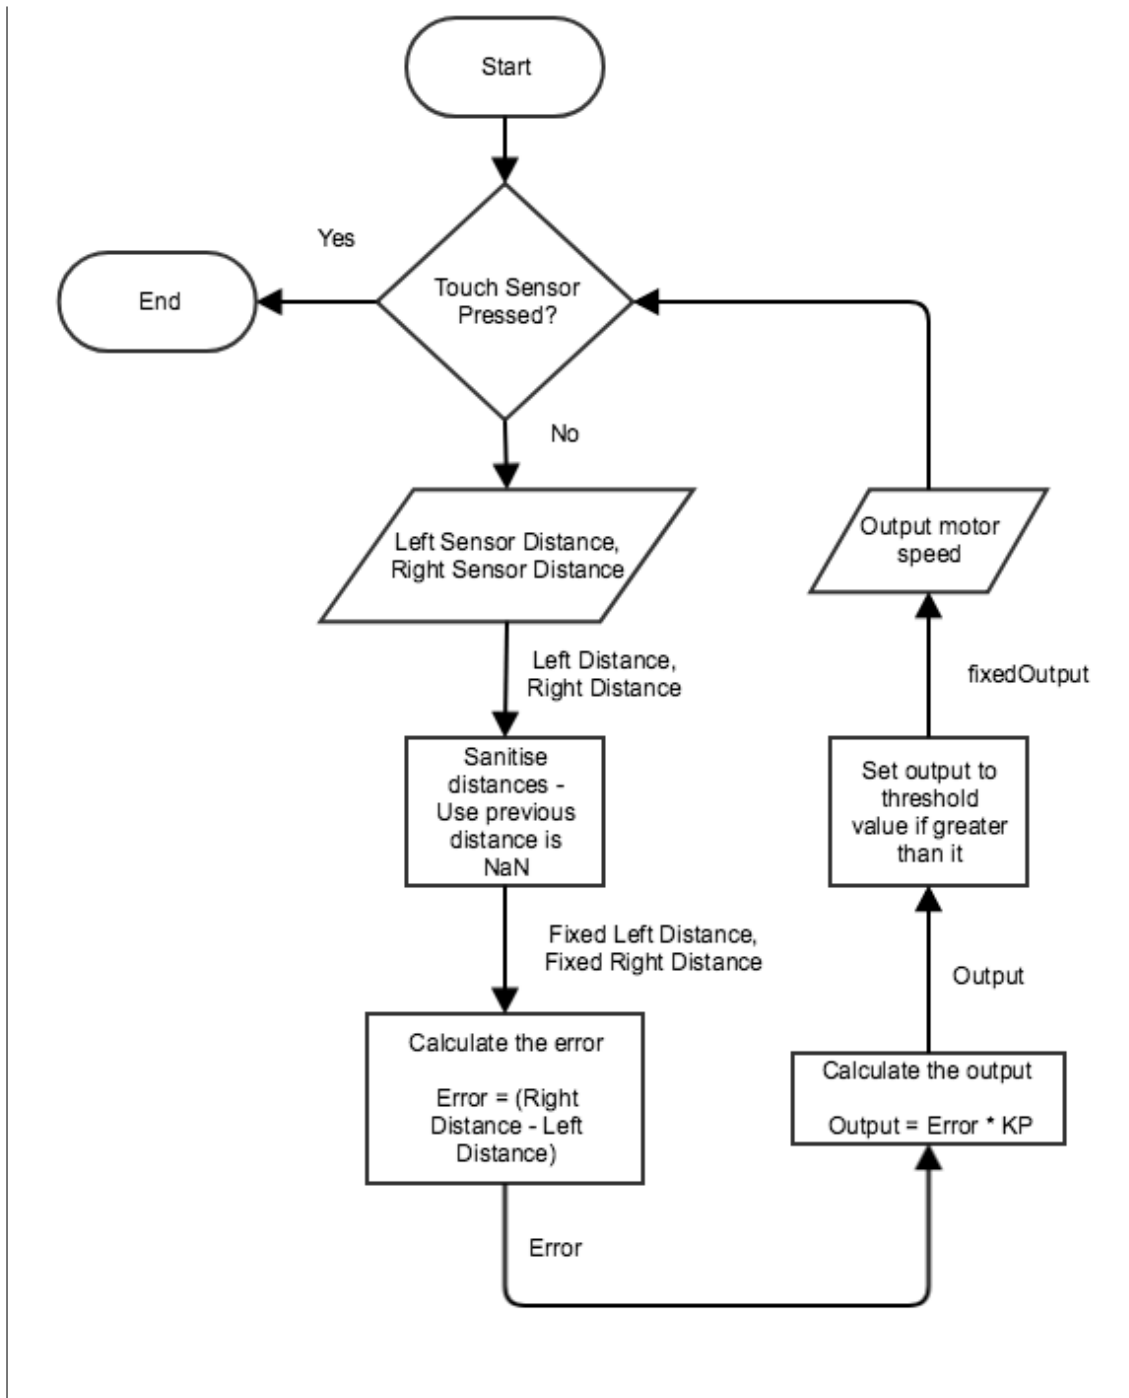 Start
Yes
End
Touch Sensor
Pressed?
No
Left Sensor Distance,
Right Sensor Distance
Left Distance,
Right Distance
Sanitise
distances -
Use previous
distance is
NaN
Fixed Left Distance,
Fixed Right Distance
Calculate the error
Error = (Right
Distance - Left
Distance)
Error
Calculate the output
Output = Error * KP
Output
Set output to
threshold
value if greater
than it
fixedOutput
Output motor
speed